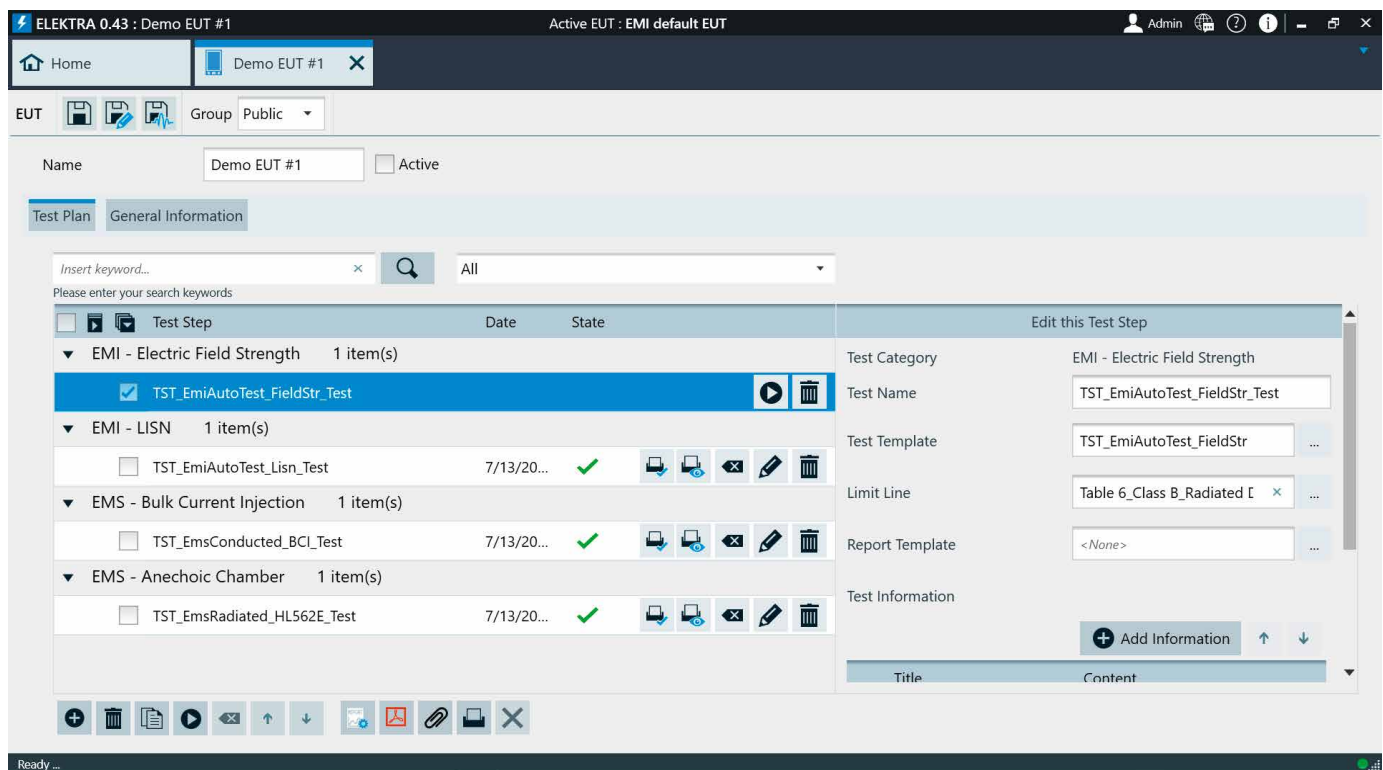 ELEKTRA 0.43 : Demo EUT #1 Active EUT : EMI default EUT Admin
Home Demo EUT #1
EUT Group Public
Name Demo EUT #1 Active
Test Plan General Information
Insert keyword... All
Please enter your search keywords
Test Step Date State Edit this Test Step
EMI - Electric Field Strength 1 item(s) Test Category EMI - Electric Field Strength
TST_EmiAutoTest_FieldStr_Test Test Name TST_EmiAutoTest_FieldStr_Test
EMI - LISN 1 item(s) Test Template TST_EmiAutoTest_FieldStr ...
TST_EmiAutoTest_Lisn_Test 7/13/20...
EMS - Bulk Current Injection 1 item(s) Limit Line Table 6_Class B_Radiated ...
TST_EmsConducted_BCI_Test 7/13/20... Report Template <None> ...
EMS - Anechoic Chamber 1 item(s) Test Information
TST_EmsRadiated_HL562E_Test 7/13/20...
Add Information
Title Content
Ready ...